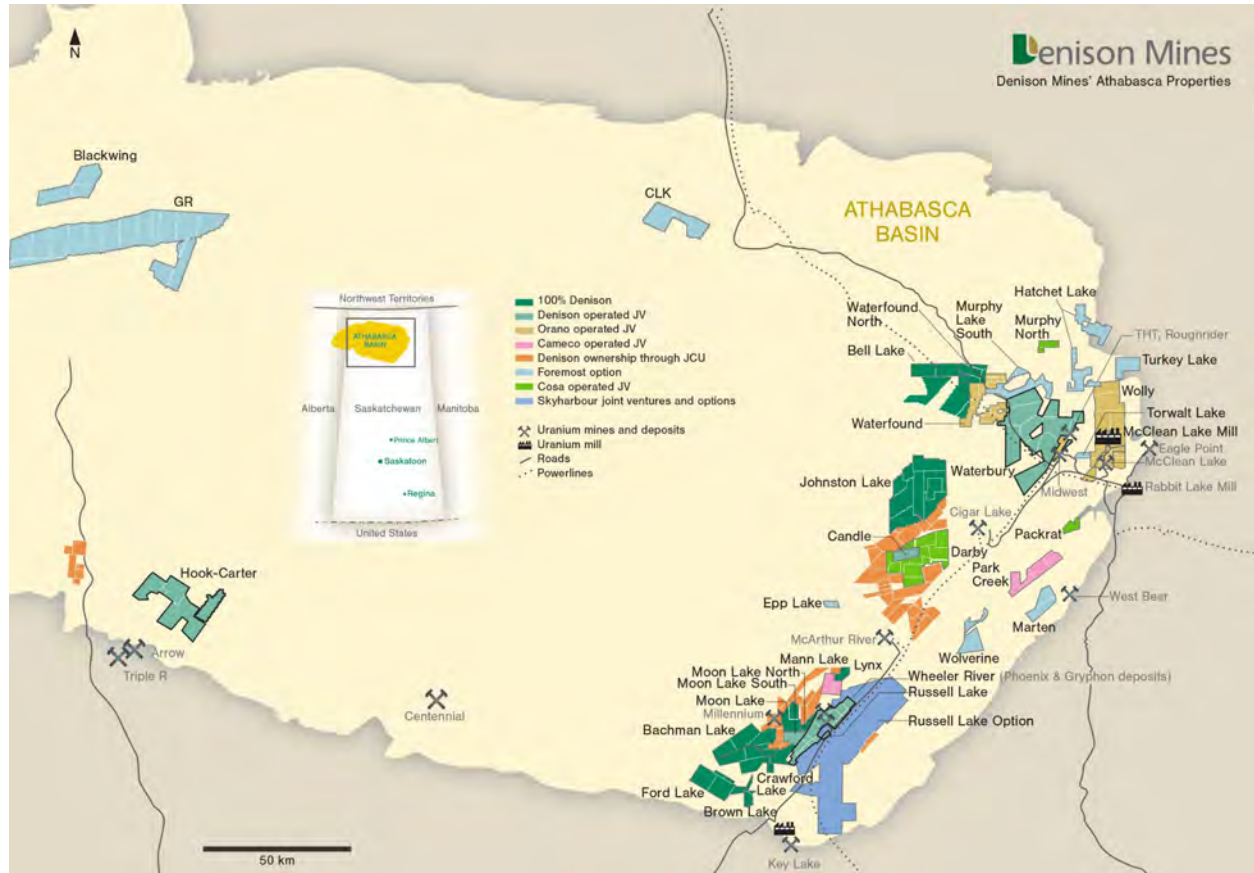 N
Denison Mines
Denison Mines' Athabasca Properties
Blackwing
GR
CLK
ATHABASCA
BASIN
Northwest Territories
ATHABASCA
BASIN
Alberta
Saskatchewan
Manitoba
Prince Albert
Saskatoon
Regina
United States
100% Denison
Denison operated JV
Orano operated JV
Cameco operated JV
Denison ownership through JCU
Foremost option
Cosa operated JV
Skyharbour joint ventures and options
Uranium mines and deposits
Uranium mill
Roads
Powerlines
Waterfound
North
Murphy
Lake
South
Hatchet Lake
Murphy
North
THT, Roughrider
Bell Lake
Turkey Lake
Wolly
Torwalt Lake
Waterfound
McClean Lake Mill
Eagle Point
McClean Lake
Waterbury
Midwest
Rabbit Lake Mill
Johnston Lake
Cigar Lake
Packrat
Candle
Darby
Park
Creek
Epp Lake
West Bear
Marten
McArthur River
Wolverine
Hook-Carter
Arrow
Triple R
Centennial
Mann Lake
Lynx
Moon Lake North
Moon Lake South
Wheeler River (Phoenix & Gryphon deposits)
Moon Lake
Russell Lake
Millennium
Russell Lake Option
Bachman Lake
Crawford
Lake
Ford Lake
Brown Lake
Key Lake
50 km